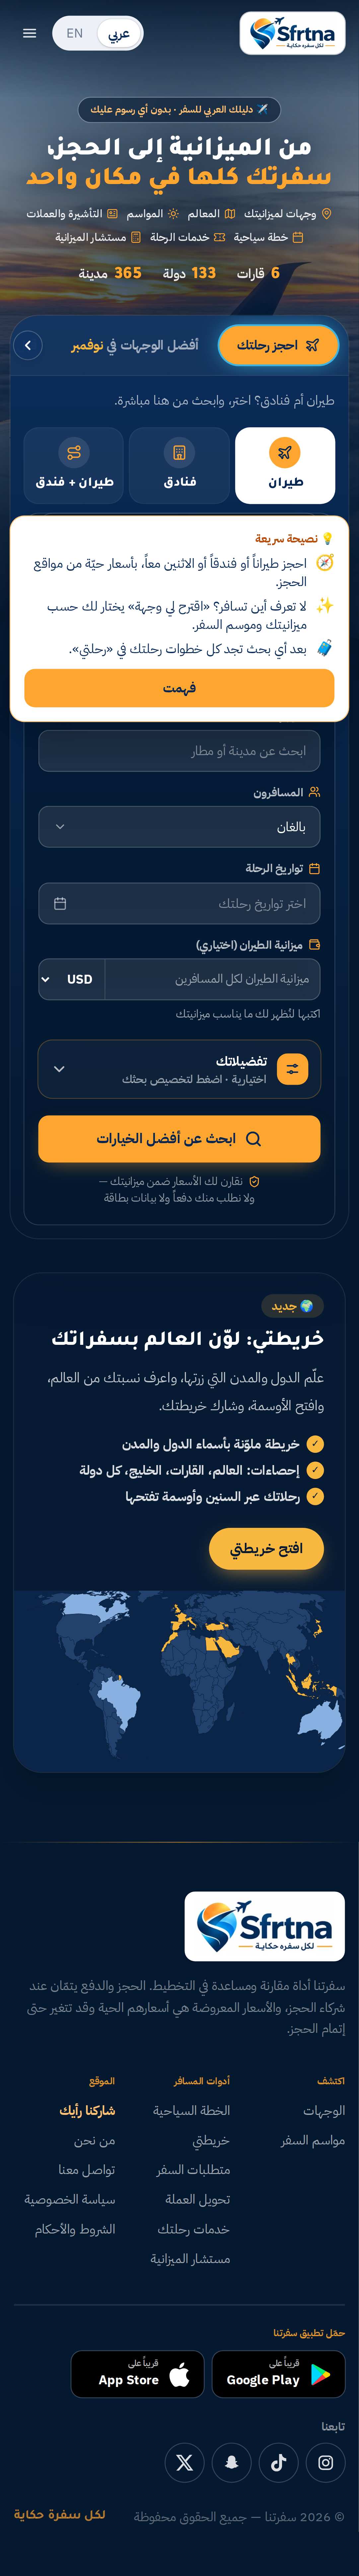 Sfrtna
لكل سفره حكاية
عربي
EN
✈️ دليلك العربي للسفر · بدون أي رسوم عليك
من الميزانية إلى الحجز،
سفرتك كلها في مكان واحد
وجهات لميزانيتك المعالم المواسم التأشيرة والعملات
خطة سياحية خدمات الرحلة مستشار الميزانية
6 قارات 133 دولة 365 مدينة
احجز رحلتك
أفضل الوجهات في نوفمبر
طيران أم فنادق؟ اختر، وابحث من هنا مباشرة.
طيران
فنادق
طيران + فندق
💡 نصيحة سريعة
🧭 احجز طيراناً أو فندقاً أو الاثنين معاً، بأسعار حيّة من مواقع
الحجز.
✨ لا تعرف أين تسافر؟ «اقترح لي وجهة» يختار لك حسب
ميزانيتك وموسم السفر.
🧳 بعد أي بحث تجد كل خطوات رحلتك في «رحلتي».
فهمت
ابحث عن مدينة أو مطار
المسافرون
بالغان
تواريخ الرحلة
اختر تواريخ رحلتك
ميزانية الطيران (اختياري)
ميزانية الطيران لكل المسافرين
USD
اكتبها لنُظهر لك ما يناسب ميزانيتك
تفضيلاتك
اختيارية · اضغط لتخصيص بحثك
ابحث عن أفضل الخيارات
نقارن لك الأسعار ضمن ميزانيتك —
ولا نطلب منك دفعاً ولا بيانات بطاقة
🌍 جديد
خريطتي: لوّن العالم بسفراتك
علّم الدول والمدن التي زرتها، واعرف نسبتك من العالم،
وافتح الأوسمة، وشارك خريطتك.
✓ خريطة ملوّنة بأسماء الدول والمدن
✓ إحصاءات: العالم، القارات، الخليج، كل دولة
✓ رحلاتك عبر السنين وأوسمة تفتحها
افتح خريطتي
Sfrtna
لكل سفره حكاية
سفرتنا أداة مقارنة ومساعدة في التخطيط. الحجز والدفع يتمّان عند
شركاء الحجز، والأسعار المعروضة هي أسعارهم الحية وقد تتغير حتى
إتمام الحجز.
اكتشف
الوجهات
مواسم السفر
أدوات المسافر
الخطة السياحية
خريطتي
متطلبات السفر
تحويل العملة
خدمات رحلتك
مستشار الميزانية
الموقع
شاركنا رأيك
من نحن
تواصل معنا
سياسة الخصوصية
الشروط والأحكام
حمّل تطبيق سفرتنا
قريباً على
Google Play
قريباً على
App Store
تابعنا
© 2026 سفرتنا — جميع الحقوق محفوظة
لكل سفرة حكاية